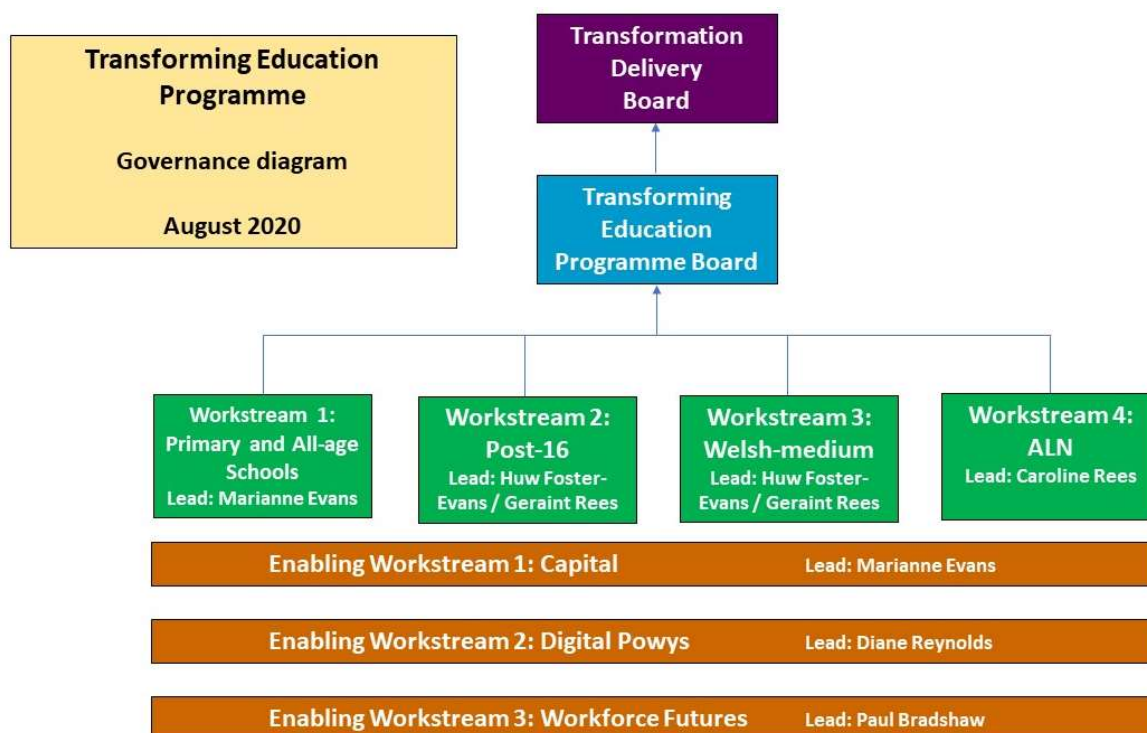 Transforming Education
Programme
Governance diagram
August 2020
Transformation
Delivery
Board
Transforming
Education
Programme Board
Workstream 1:
Primary and All-age
Schools
Lead: Marianne Evans
Workstream 2:
Post-16
Lead: Huw Foster-
Evans / Geraint Rees
Workstream 3:
Welsh-medium
Lead: Huw Foster-
Evans / Geraint Rees
Workstream 4:
ALN
Lead: Caroline Rees
Enabling Workstream 1: Capital Lead: Marianne Evans
Enabling Workstream 2: Digital Powys Lead: Diane Reynolds
Enabling Workstream 3: Workforce Futures Lead: Paul Bradshaw